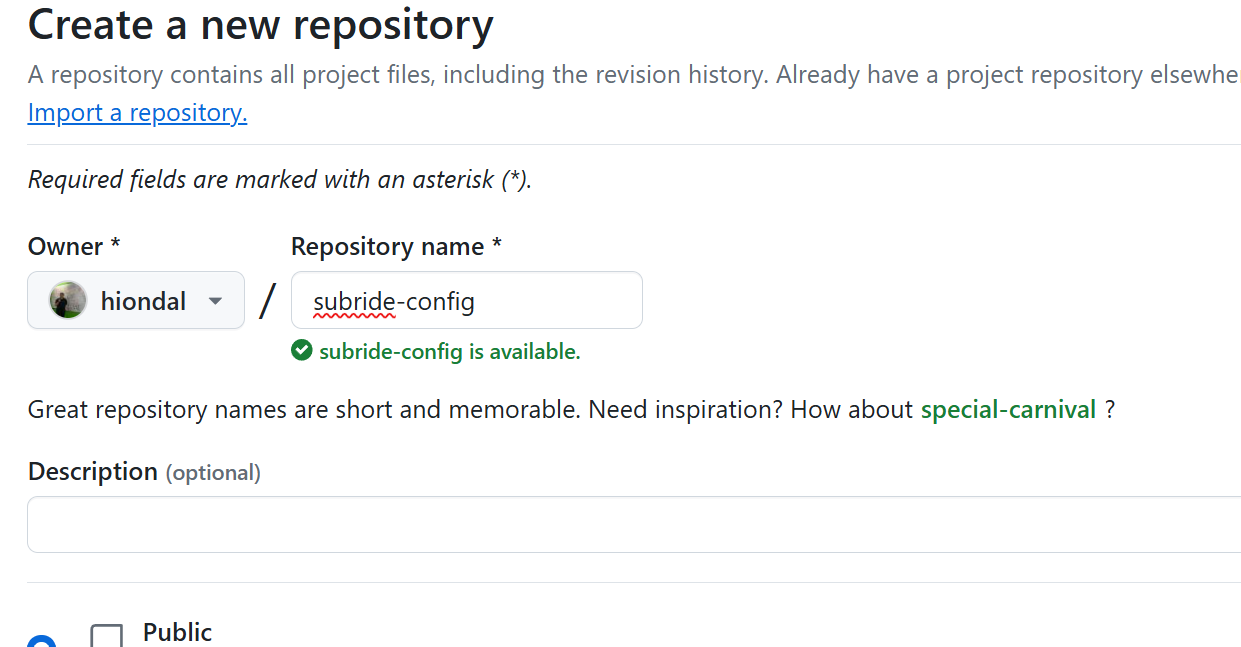 Create a new repository
A repository contains all project files, including the revision history. Already have a project repository
Import a repository.
Required fields are marked with an asterisk (*).
Owner * Repository name *
hiondal / subride-config
subride-config is available.
Great repository names are short and memorable. Need inspiration? How about special-carnival ?
Description (optional)
Public